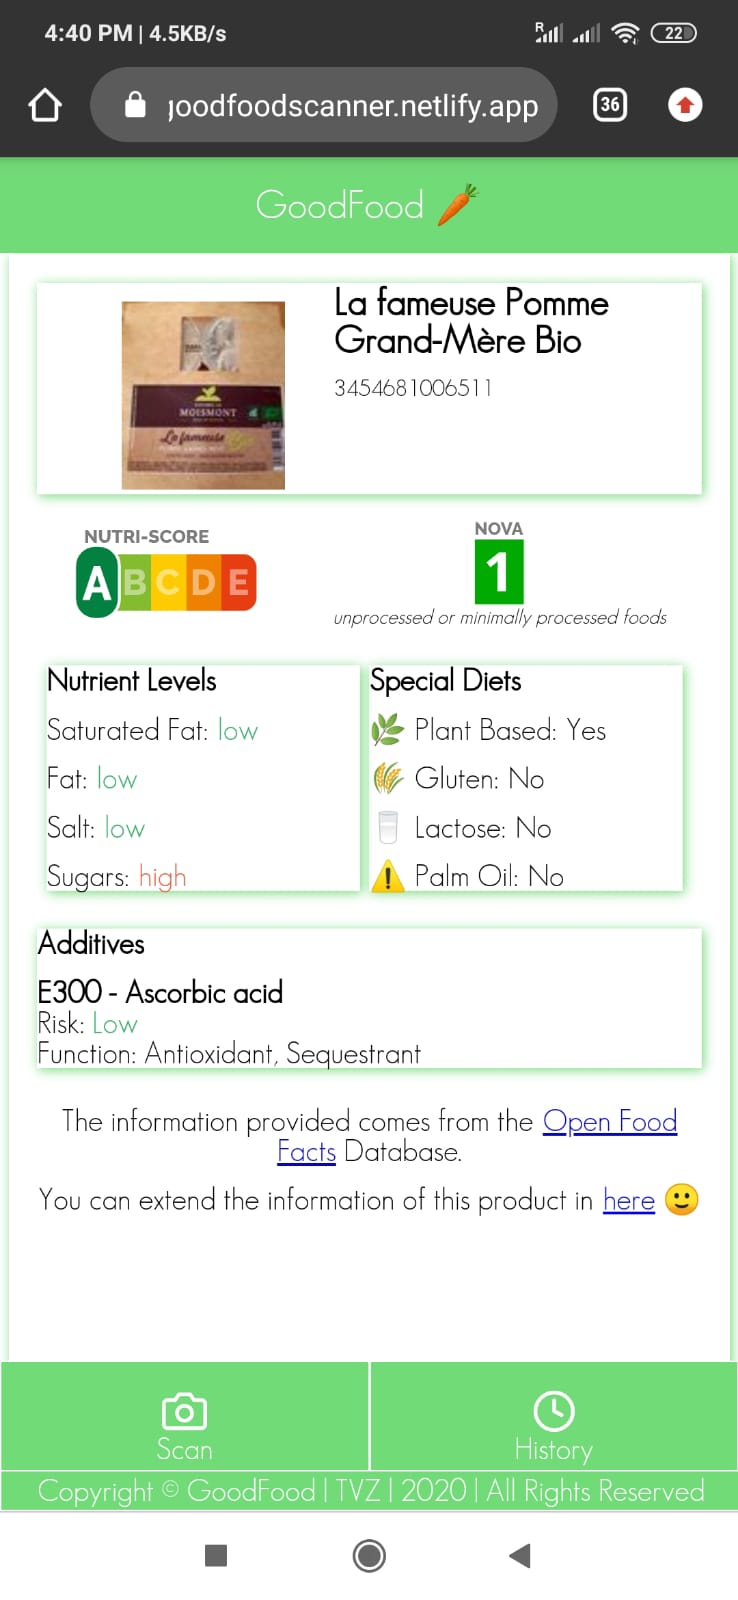 4:40 PM | 4.5KB/s
R
22
goodfoodscanner.netlify.app
36
GoodFood
La fameuse Pomme
Grand-Mère Bio
3454681006511
MOISMONT
La fameuse
NUTRI-SCORE
A B C D E
NOVA
1
unprocessed or minimally processed foods
Nutrient Levels
Saturated Fat: low
Fat: low
Salt: low
Sugars: high
Special Diets
Plant Based: Yes
Gluten: No
Lactose: No
Palm Oil: No
Additives
E300 - Ascorbic acid
Risk: Low
Function: Antioxidant, Sequestrant
The information provided comes from the Open Food
Facts Database.
You can extend the information of this product in here
Scan
History
Copyright © GoodFood | TVZ | 2020 | All Rights Reserved